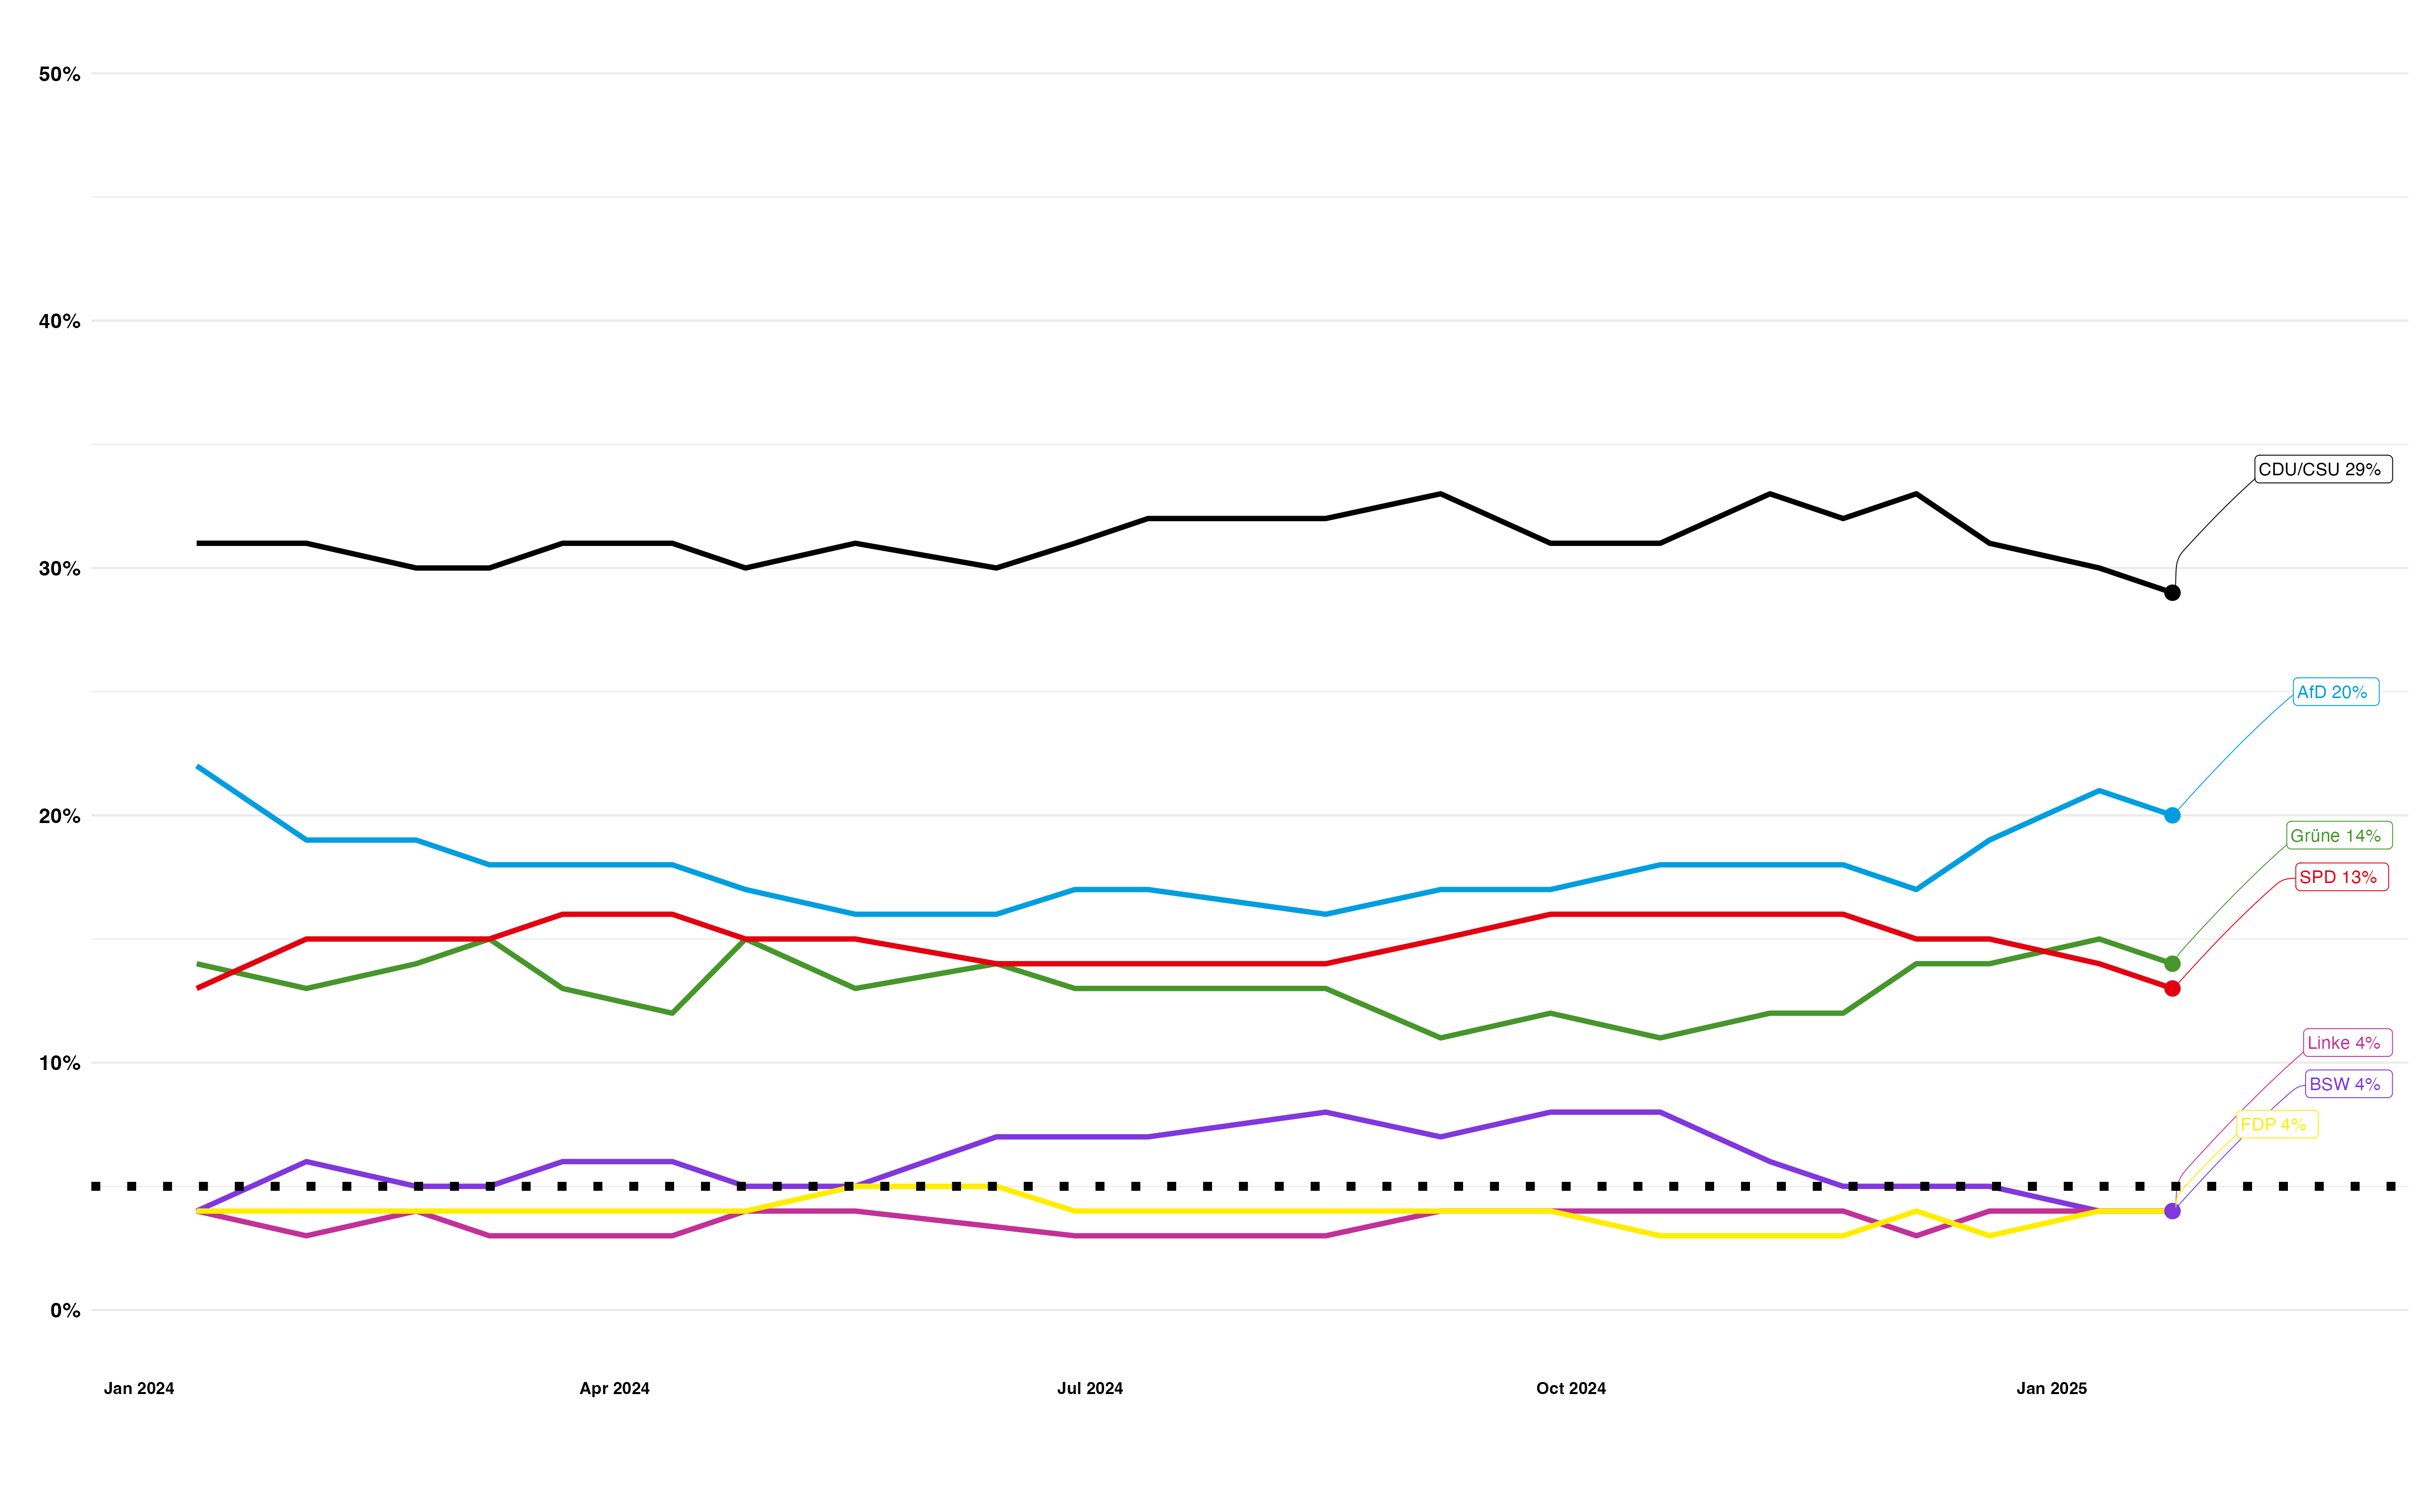 50%
40%
CDU/CSU 29%
30%
AfD 20%
20%
Grüne 14%
SPD 13%
10%
Linke 4%
BSW 4%
FDP 4%
0%
Jan 2024
Apr 2024
Jul 2024
Oct 2024
Jan 2025